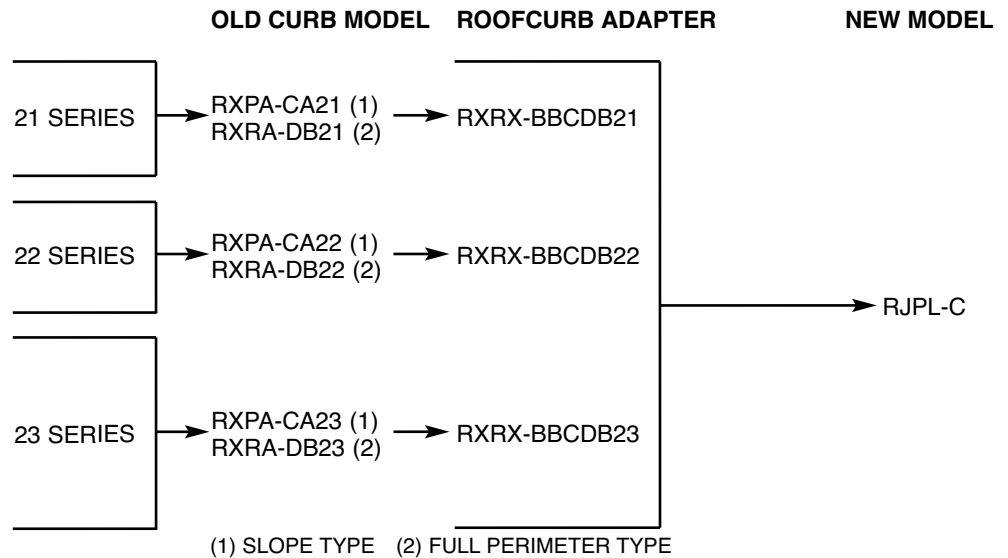 OLD CURB MODEL ROOFCURB ADAPTER NEW MODEL
21 SERIES
RXPA-CA21 (1)
RXRA-DB21 (2)
RXRX-BBCDB21
22 SERIES
RXPA-CA22 (1)
RXRA-DB22 (2)
RXRX-BBCDB22
RJPL-C
23 SERIES
RXPA-CA23 (1)
RXRA-DB23 (2)
RXRX-BBCDB23
(1) SLOPE TYPE (2) FULL PERIMETER TYPE